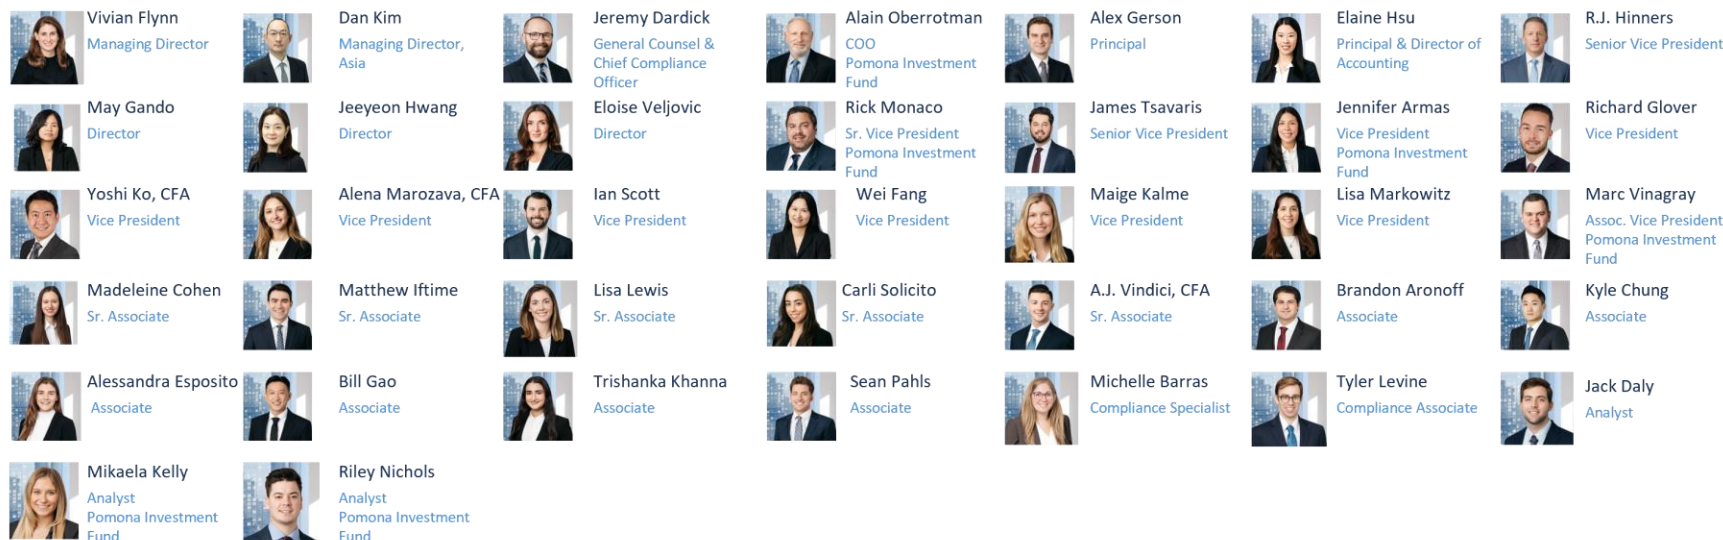 Vivian Flynn
Managing Director
Dan Kim
Managing Director,
Asia
Jeremy Dardick
General Counsel &
Chief Compliance
Officer
Alain Oberrotman
COO
Pomona Investment
Fund
Alex Gerson
Principal
Elaine Hsu
Principal & Director of
Accounting
R.J. Hinners
Senior Vice President
May Gando
Director
Jeeyeon Hwang
Director
Eloise Veljovic
Director
Rick Monaco
Sr. Vice President
Pomona Investment
Fund
James Tsavaris
Senior Vice President
Jennifer Armas
Vice President
Pomona Investment
Fund
Richard Glover
Vice President
Yoshi Ko, CFA
Vice President
Alena Marozava, CFA
Vice President
Ian Scott
Vice President
Wei Fang
Vice President
Maige Kalme
Vice President
Lisa Markowitz
Vice President
Marc Vinagray
Assoc. Vice President
Pomona Investment
Fund
Madeleine Cohen
Sr. Associate
Matthew Iftime
Sr. Associate
Lisa Lewis
Sr. Associate
Carli Solicito
Sr. Associate
A.J. Vindici, CFA
Sr. Associate
Brandon Aronoff
Associate
Kyle Chung
Associate
Alessandra Esposito
Associate
Bill Gao
Associate
Trishanka Khanna
Associate
Sean Pahls
Associate
Michelle Barras
Compliance Specialist
Tyler Levine
Compliance Associate
Jack Daly
Analyst
Mikaela Kelly
Analyst
Pomona Investment
Fund
Riley Nichols
Analyst
Pomona Investment
Fund